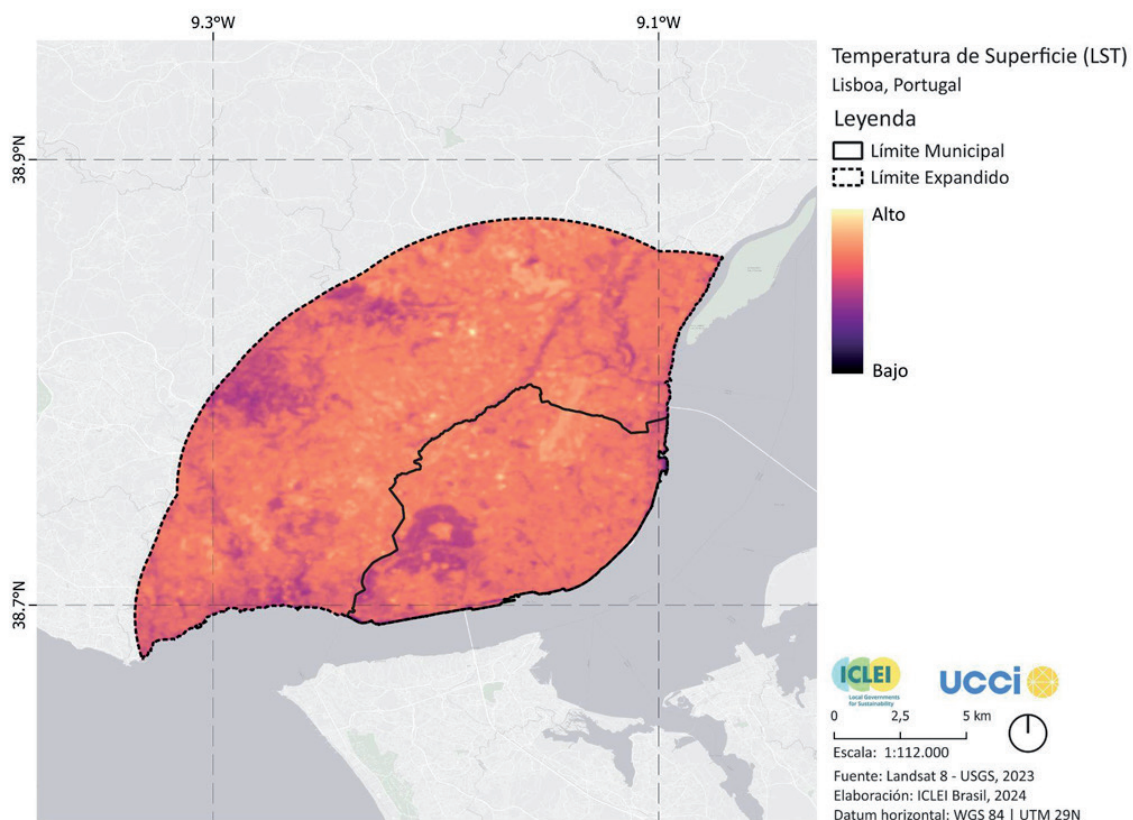 9.3°W
9.1°W
38.9°N
38.7°N
Temperatura de Superficie (LST)
Lisboa, Portugal
Leyenda
Límite Municipal
Límite Expandido
Alto
Bajo
ICLEI
Local Governments
for Sustainability
UCCi
0 2,5 5 km
Escala: 1:112.000
Fuente: Landsat 8 - USGS, 2023
Elaboración: ICLEI Brasil, 2024
Datum horizontal: WGS 84 | UTM 29N